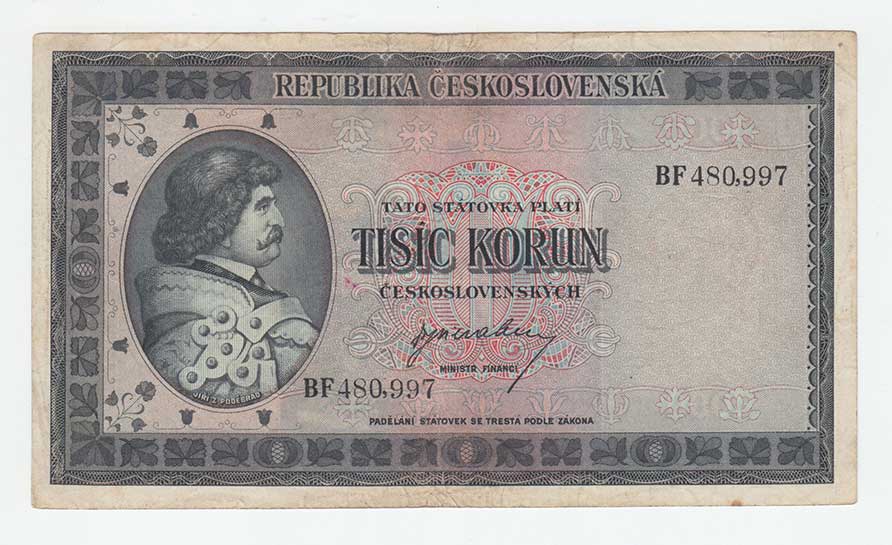 REPUBLIKA ČESKOSLOVENSKÁ
BF 480,997
TATO STÁTOVKA PLATÍ
TISÍC KORUN
ČESKOSLOVENSKÝCH
MINISTR FINANCÍ
BF 480,997
JIŘÍ Z PODĚBRAD
PADĚLÁNÍ STÁTOVEK SE TRESTÁ PODLE ZÁKONA